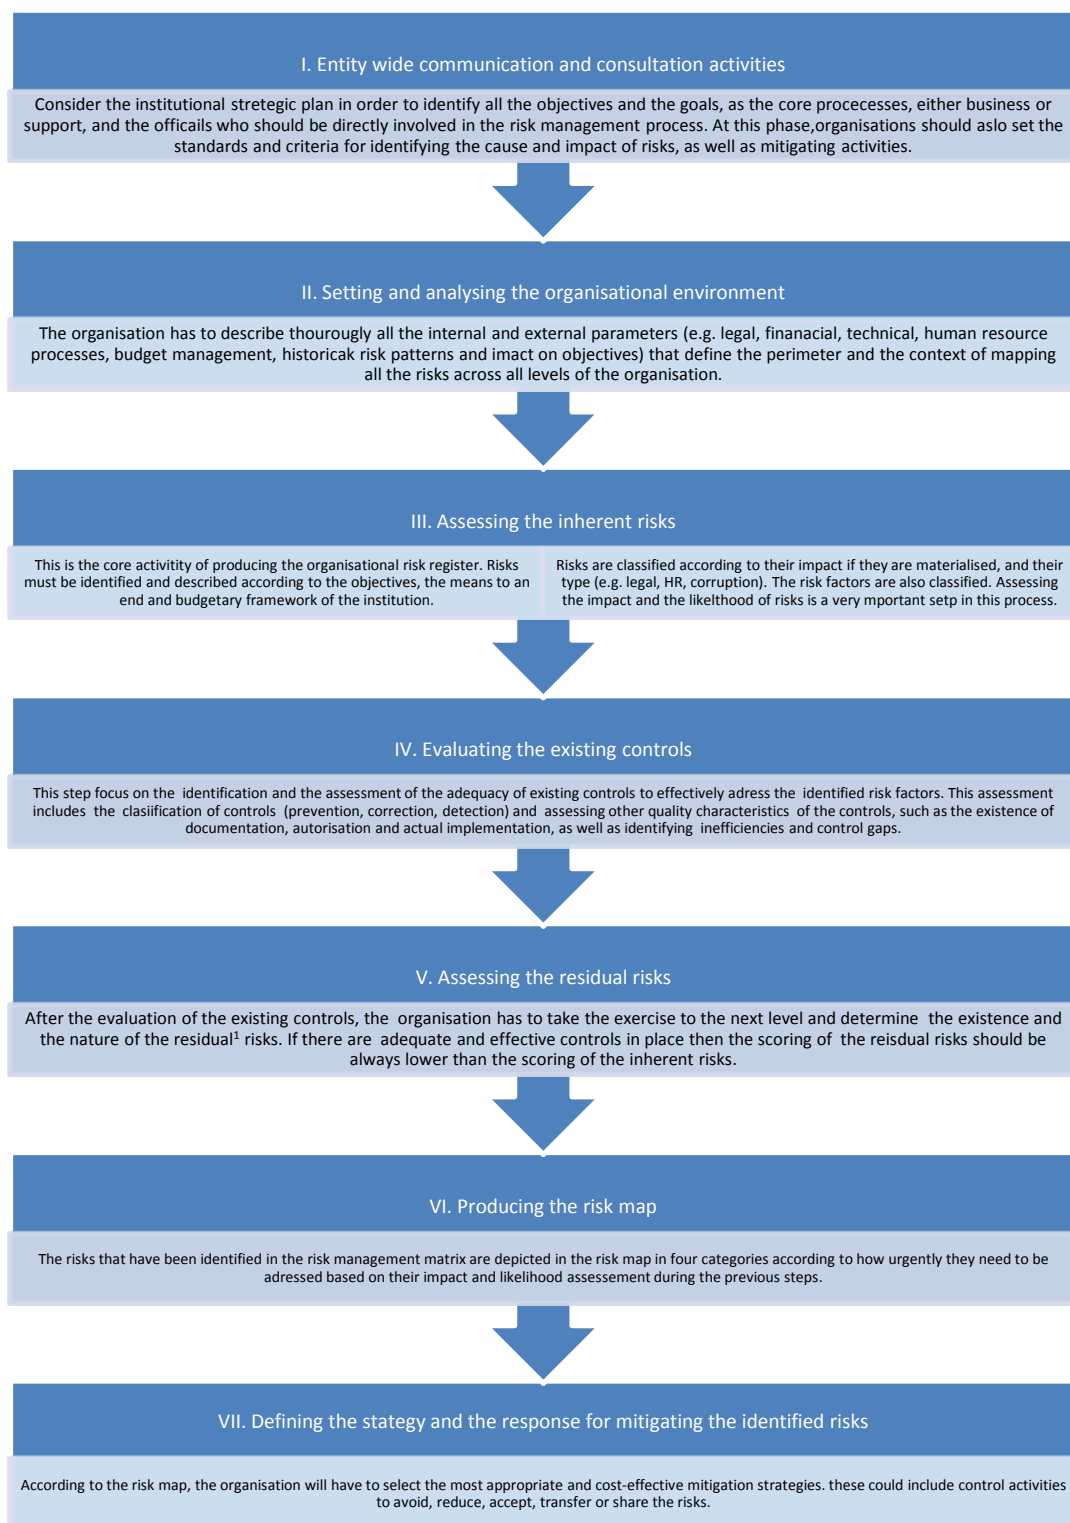 I. Entity wide communication and consultation activities
Consider the institutional stretegic plan in order to identify all the objectives and the goals, as the core procecesses, either business or
support, and the officails who should be directly involved in the risk management process. At this phase,organisations should aslo set the
standards and criteria for identifying the cause and impact of risks, as well as mitigating activities.
II. Setting and analysing the organisational environment
The organisation has to describe thourougly all the internal and external parameters (e.g. legal, finanacial, technical, human resource
processes, budget management, historicak risk patterns and imact on objectives) that define the perimeter and the context of mapping
all the risks across all levels of the organisation.
III. Assessing the inherent risks
This is the core activitity of producing the organisational risk register. Risks
must be identified and described according to the objectives, the means to an
end and budgetary framework of the institution.
Risks are classified according to their impact if they are materialised, and their
type (e.g. legal, HR, corruption). The risk factors are also classified. Assessing
the impact and the likelthood of risks is a very mportant setp in this process.
IV. Evaluating the existing controls
This step focus on the identification and the assessment of the adequacy of existing controls to effectively adress the identified risk factors. This assessment
includes the clasiification of controls (prevention, correction, detection) and assessing other quality characteristics of the controls, such as the existence of
documentation, autorisation and actual implementation, as well as identifying inefficiencies and control gaps.
V. Assessing the residual risks
After the evaluation of the existing controls, the organisation has to take the exercise to the next level and determine the existence and
the nature of the residual¹ risks. If there are adequate and effective controls in place then the scoring of the reisdual risks should be
always lower than the scoring of the inherent risks.
VI. Producing the risk map
The risks that have been identified in the risk management matrix are depicted in the risk map in four categories according to how urgently they need to be
adressed based on their impact and likelihood assessement during the previous steps.
VII. Defining the stategy and the response for mitigating the identified risks
According to the risk map, the organisation will have to select the most appropriate and cost-effective mitigation strategies. these could include control activities
to avoid, reduce, accept, transfer or share the risks.